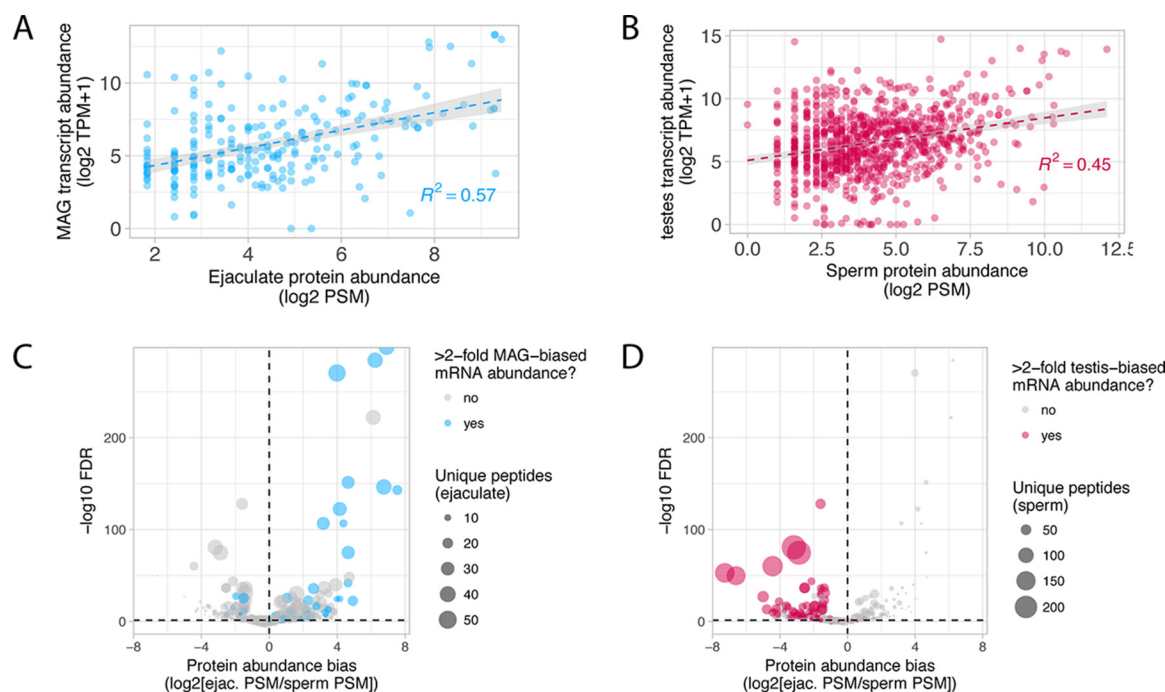 A
MAG transcript abundance
(log2 TPM+1)
10
5
0
R² = 0.57
2
4
6
8
Ejaculate protein abundance
(log2 PSM)
B
testes transcript abundance
(log2 TPM+1)
15
10
5
0
R² = 0.45
0.0
2.5
5.0
7.5
10.0
12.5
Sperm protein abundance
(log2 PSM)
C
−log10 FDR
200
100
0
−8
−4
0
4
8
Protein abundance bias
(log2[ejac. PSM/sperm PSM])
>2−fold MAG−biased
mRNA abundance?
no
yes
Unique peptides
(ejaculate)
10
20
30
40
50
D
−log10 FDR
200
100
0
−8
−4
0
4
8
Protein abundance bias
(log2[ejac. PSM/sperm PSM])
>2−fold testis−biased
mRNA abundance?
no
yes
Unique peptides
(sperm)
50
100
150
200